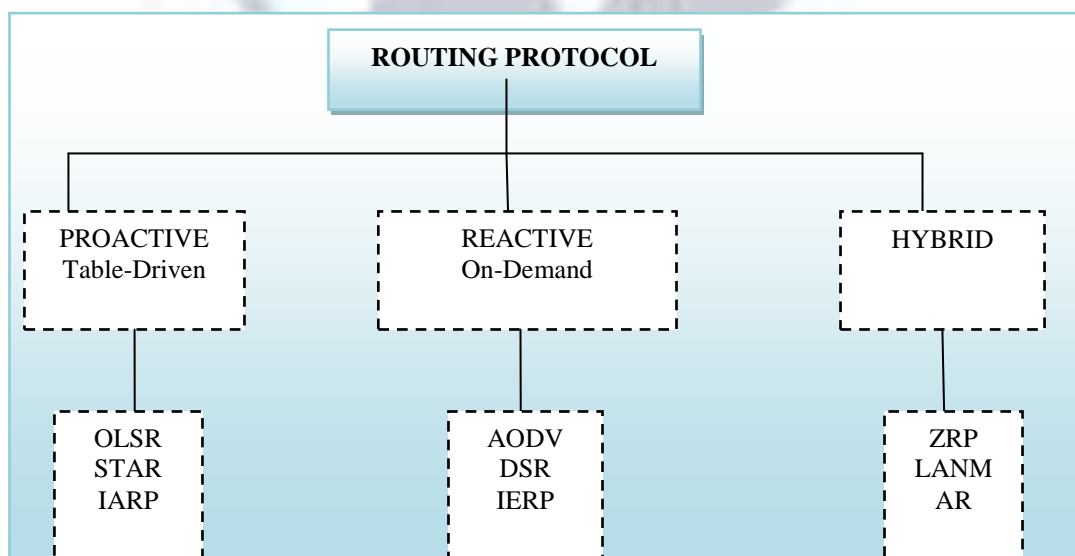 ROUTING PROTOCOL
PROACTIVE
Table-Driven
REACTIVE
On-Demand
HYBRID
OLSR
STAR
IARP
AODV
DSR
IERP
ZRP
LANM
AR